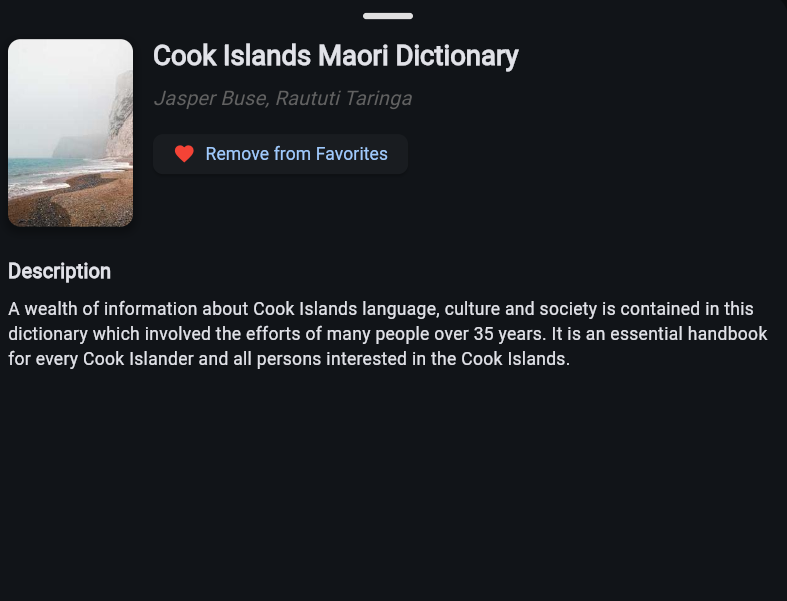 Cook Islands Maori Dictionary
Jasper Buse, Raututi Taringa
Remove from Favorites
Description
A wealth of information about Cook Islands language, culture and society is contained in this
dictionary which involved the efforts of many people over 35 years. It is an essential handbook
for every Cook Islander and all persons interested in the Cook Islands.